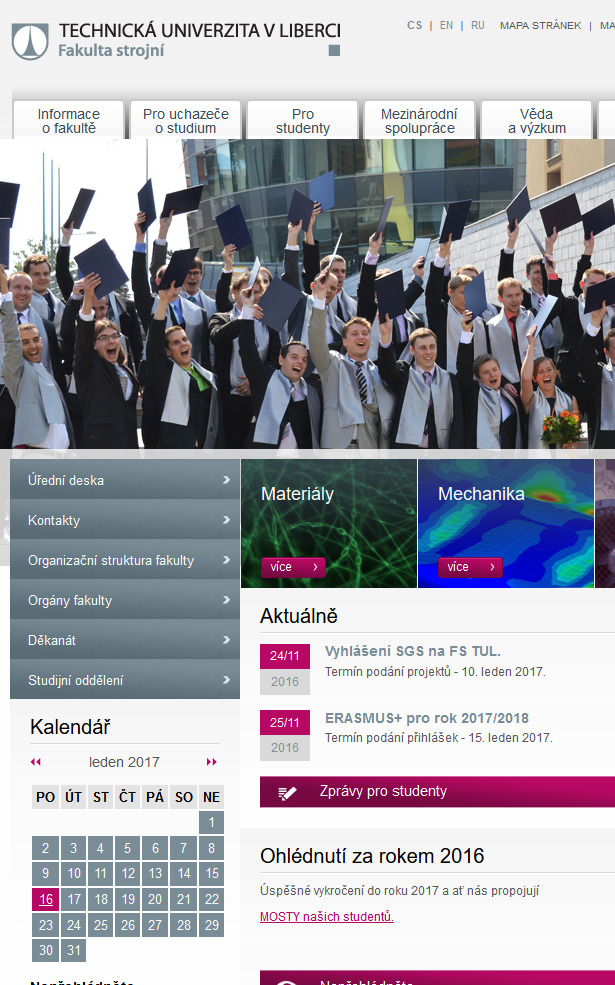 TECHNICKÁ UNIVERZITA V LIBERCI
Fakulta strojní
CS | EN | RU MAPA STRÁNEK | MA
Informace
o fakultě
Pro uchazeče
o studium
Pro
studenty
Mezinárodní
spolupráce
Věda
a výzkum
Úřední deska
Kontakty
Organizační struktura fakulty
Orgány fakulty
Děkanát
Studijní oddělení
Kalendář
leden 2017
PO ÚT ST ČT PÁ SO NE
1
2 3 4 5 6 7 8
9 10 11 12 13 14 15
16 17 18 19 20 21 22
23 24 25 26 27 28 29
30 31
Nepřehlédněte
Materiály
více
Mechanika
více
Aktuálně
24/11
2016
Vyhlášení SGS na FS TUL.
Termín podání projektů - 10. leden 2017.
25/11
2016
ERASMUS+ pro rok 2017/2018
Termín podání přihlášek - 15. leden 2017.
Zprávy pro studenty
Ohlédnutí za rokem 2016
Úspěšné vykročení do roku 2017 a ať nás propojují
MOSTY našich studentů.
Nepřehlédněte